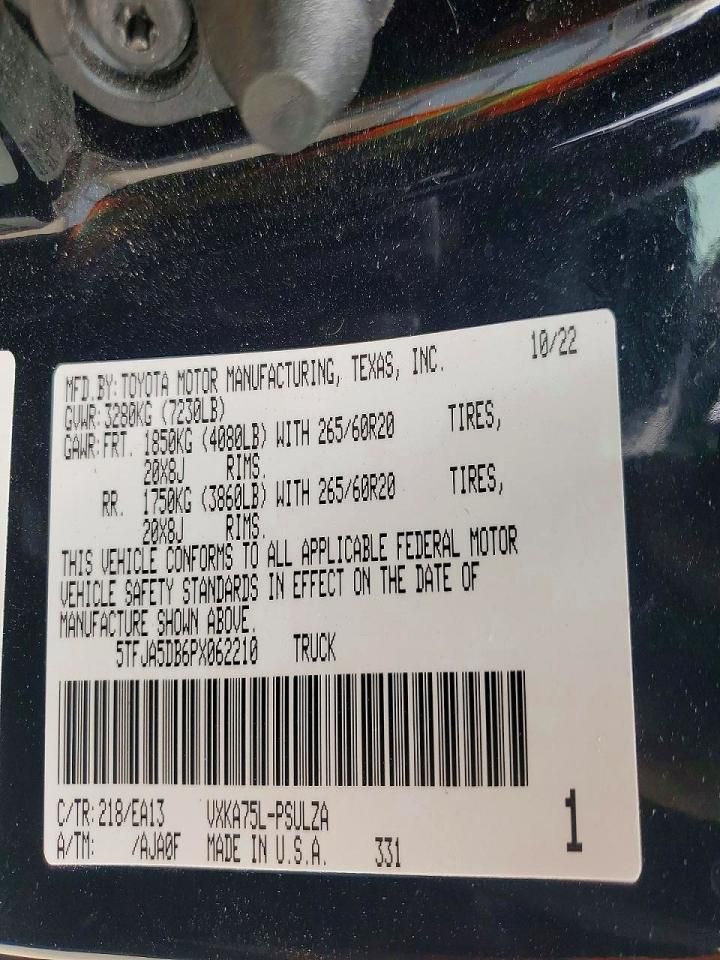 MFD.BY:TOYOTA MOTOR MANUFACTURING, TEXAS, INC. 10/22
GVWR:3280KG (7230LB)
GAWR:FRT. 1850KG (4080LB) WITH 265/60R20 TIRES,
20X8J RIMS.
RR. 1750KG (3860LB) WITH 265/60R20 TIRES,
20X8J RIMS.
THIS VEHICLE CONFORMS TO ALL APPLICABLE FEDERAL MOTOR
VEHICLE SAFETY STANDARDS IN EFFECT ON THE DATE OF
MANUFACTURE SHOWN ABOVE.
5TFJA5DB6PX062210 TRUCK
C/TR:218/EA13 VXKA75L-PSULZA
A/TM: /AJA0F MADE IN U.S.A. 331
1